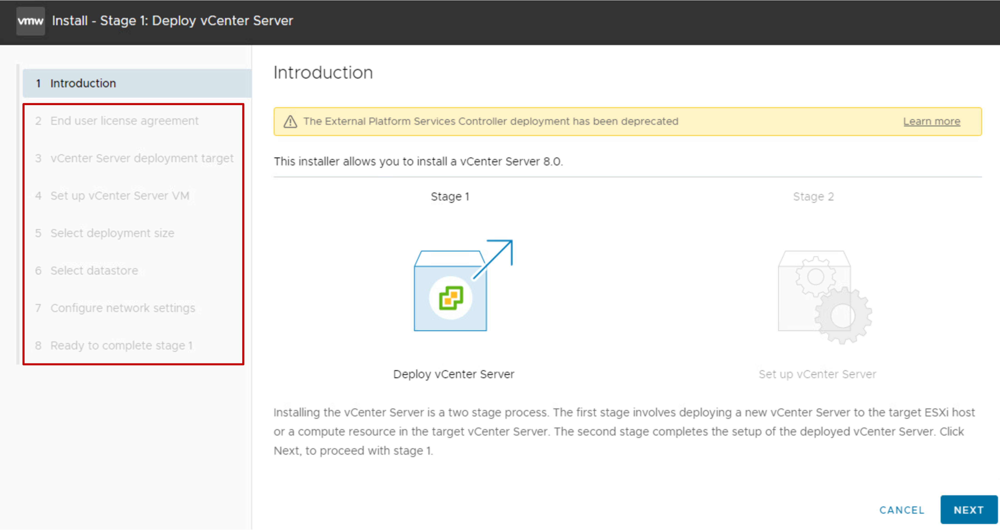 vmw Install - Stage 1: Deploy vCenter Server
1 Introduction
2 End user license agreement
3 vCenter Server deployment target
4 Set up vCenter Server VM
5 Select deployment size
6 Select datastore
7 Configure network settings
8 Ready to complete stage 1
Introduction
The External Platform Services Controller deployment has been deprecated Learn more
This installer allows you to install a vCenter Server 8.0.
Stage 1 Stage 2
Deploy vCenter Server Set up vCenter Server
Installing the vCenter Server is a two stage process. The first stage involves deploying a new vCenter Server to the target ESXi host
or a compute resource in the target vCenter Server. The second stage completes the setup of the deployed vCenter Server. Click
Next, to proceed with stage 1.
CANCEL NEXT